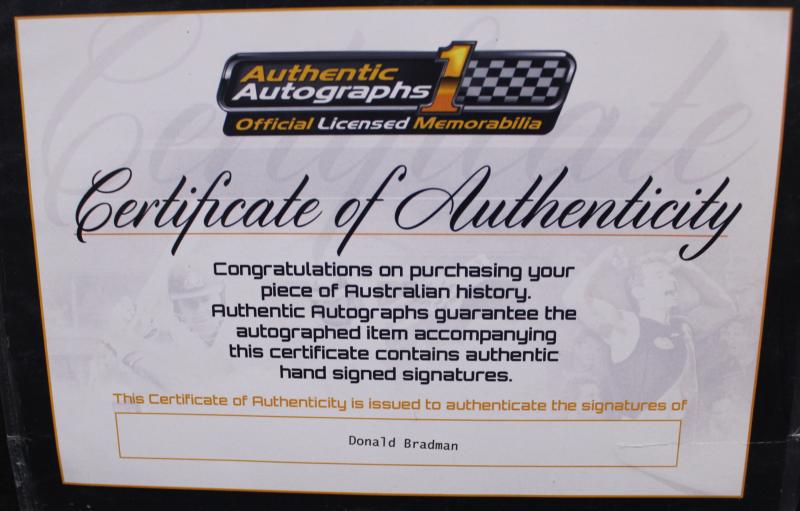 Authentic
Autographs 1
Official Licensed Memorabilia
Certificate
Certificate of Authenticity
Congratulations on purchasing your
piece of Australian history.
Authentic Autographs guarantee the
autographed item accompanying
this certificate contains authentic
hand signed signatures.
This Certificate of Authenticity is issued to authenticate the signatures of
Donald Bradman